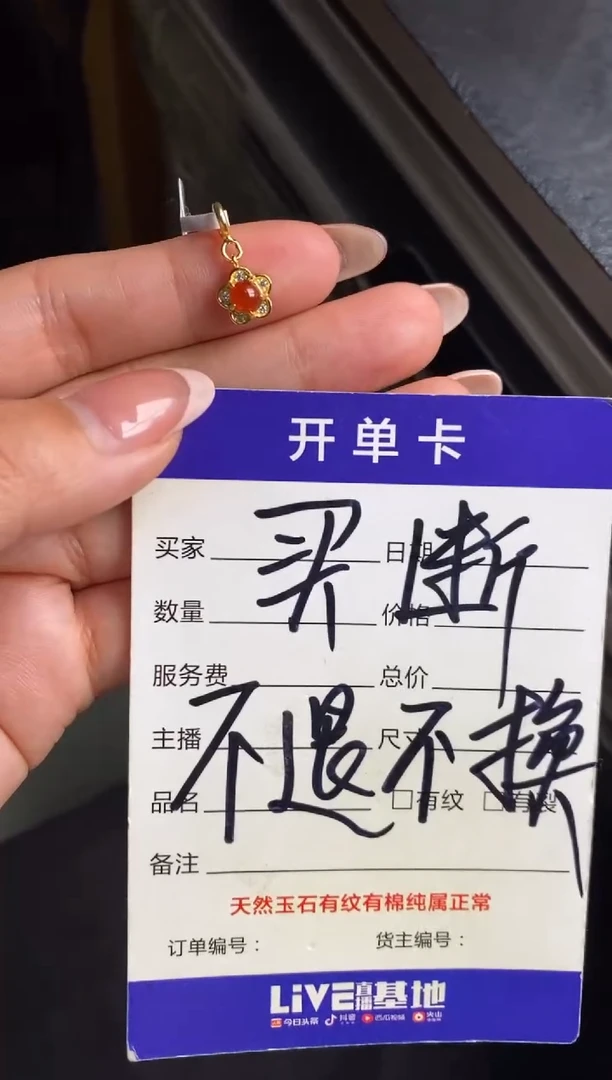 开单卡
买断
买家 日期
数量 价格
服务费 总价
不退不换
主播 尺寸
品名 □有纹 □有裂
备注
天然玉石有纹有棉纯属正常
订单编号： 货主编号：
LIVE直播基地
今日头条 抖音 西瓜视频 火山